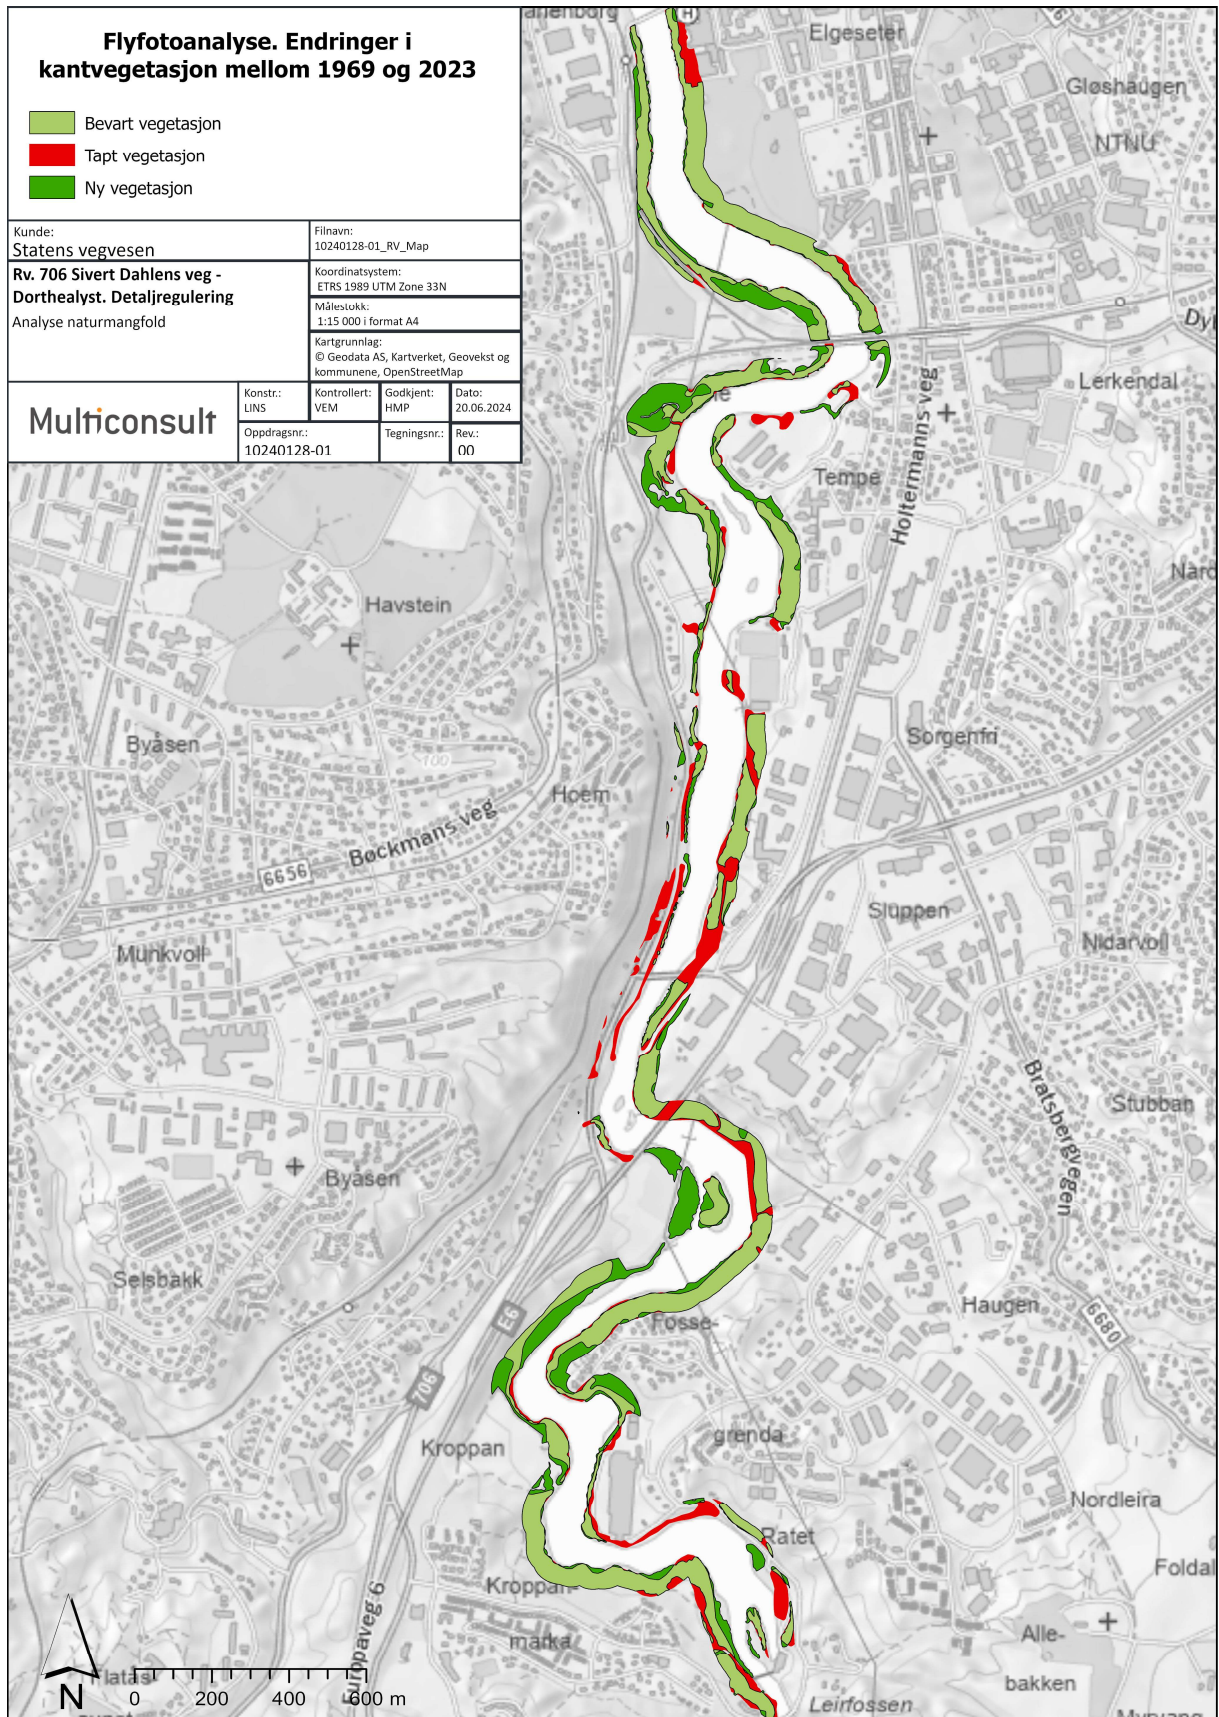 Flyfotoanalyse. Endringer i
kantvegetasjon mellom 1969 og 2023
Bevart vegetasjon
Tapt vegetasjon
Ny vegetasjon
Kunde:
Statens vegvesen
Filnavn:
10240128-01_RV_Map
Rv. 706 Sivert Dahlens veg -
Dorthealyst. Detaljregulering
Analyse naturmangfold
Koordinatsystem:
ETRS 1989 UTM Zone 33N
Målestokk:
1:15 000 i format A4
Kartgrunnlag:
© Geodata AS, Kartverket, Geovekst og
kommunene, OpenStreetMap
Multiconsult
Konstr.:
LINS
Kontrollert:
VEM
Godkjent:
HMP
Dato:
20.06.2024
Oppdragsnr.:
10240128-01
Tegningsnr.:
Rev.:
00
H
Elgeseter
Gløshaugen
NTNU
Lerkendal
Holtermanns veg
Tempe
Havstein
Byåsen
100
Sorgenfri
Hoem
Bøckmans veg
6656
Sluppen
Munkvoll
Nidarvoll
Bratsbergvegen
Stubban
Byåsen
Selsbakk
E6
Haugen
6680
Fosse-
706
grenda
Kroppan
Nordleira
Ratet
Foldal
Kroppan-
marka
Europaveg 6
Alle-
bakken
Flatås
Leirfossen
N
0 200 400 600 m